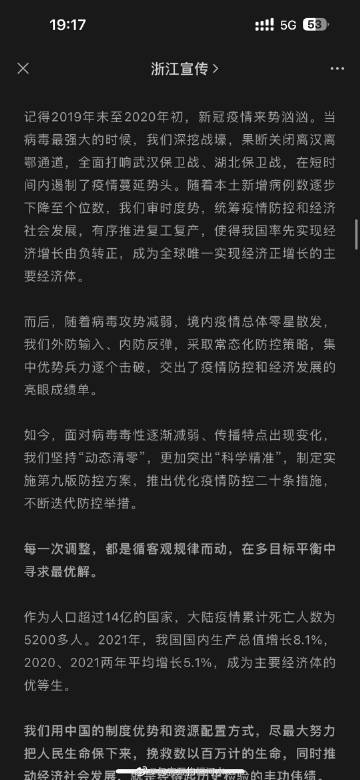 19:17
5G
53
浙江宣传
记得2019年末至2020年初，新冠疫情来势汹汹。当
病毒最强大的时候，我们深挖战壕，果断关闭离汉离
鄂通道，全面打响武汉保卫战、湖北保卫战，在短时
间内遏制了疫情蔓延势头。随着本土新增病例数逐步
下降至个位数，我们审时度势，统筹疫情防控和经济
社会发展，有序推进复工复产，使得我国率先实现经
济增长由负转正，成为全球唯一实现经济正增长的主
要经济体。
而后，随着病毒攻势减弱，境内疫情总体零星散发，
我们外防输入、内防反弹，采取常态化防控策略，集
中优势兵力逐个击破，交出了疫情防控和经济发展的
亮眼成绩单。
如今，面对病毒毒性逐渐减弱、传播特点出现变化，
我们坚持“动态清零”，更加突出“科学精准”，制定实
施第九版防控方案，推出优化疫情防控二十条措施，
不断迭代防控举措。
每一次调整，都是循客观规律而动，在多目标平衡中
寻求最优解。
作为人口超过14亿的国家，大陆疫情累计死亡人数为
5200多人。2021年，我国国内生产总值增长8.1%，
2020、2021两年平均增长5.1%，成为主要经济体的
优等生。
我们用中国的制度优势和资源配置方式，尽最大努力
把人民生命保下来，挽救数以百万计的生命，同时推
动经济社会发展，就是经得起历史检验的丰功伟绩。